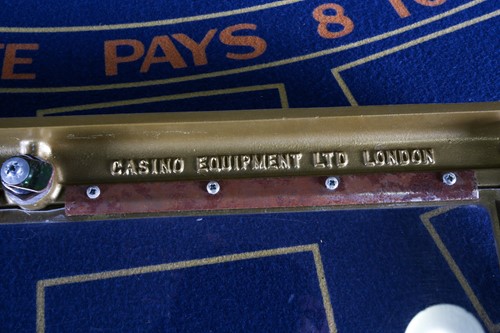 PAYS 8
CASINO EQUIPMENT LTD LONDON